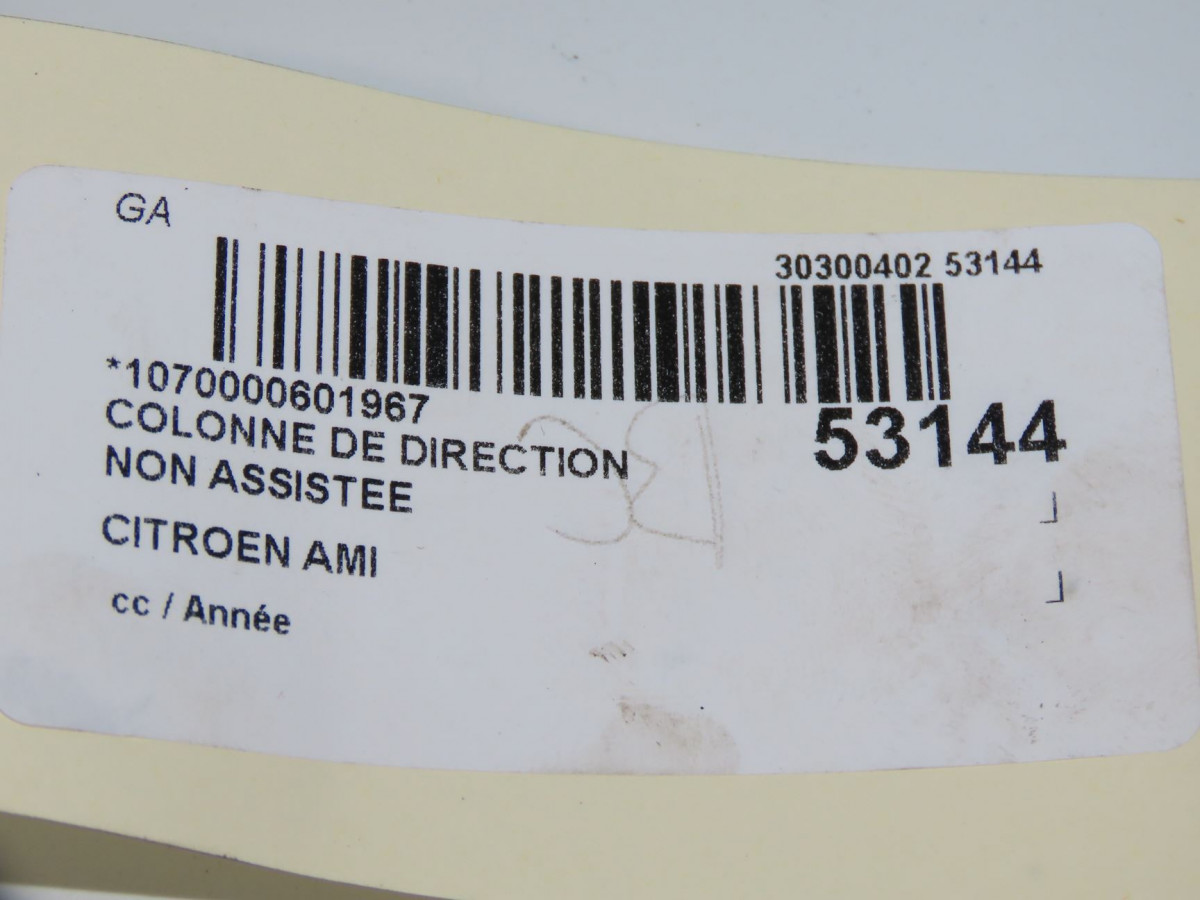 GA
30300402 53144
*1070000601967
53144
COLONNE DE DIRECTION
NON ASSISTEE
CITROEN AMI
cc / Année